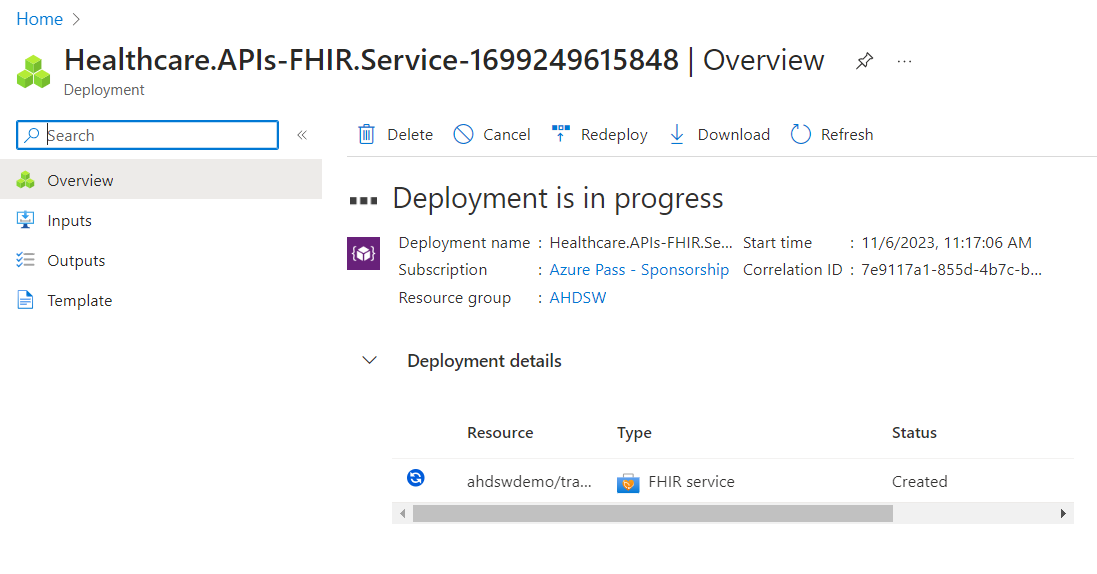 Home
Healthcare.APIs-FHIR.Service-1699249615848 | Overview
Deployment
Search
Delete Cancel Redeploy Download Refresh
Overview
Inputs
Outputs
Template
Deployment is in progress
Deployment name : Healthcare.APIs-FHIR.Se... Start time : 11/6/2023, 11:17:06 AM
Subscription : Azure Pass - Sponsorship Correlation ID : 7e9117a1-855d-4b7c-b...
Resource group : AHDSW
Deployment details
Resource Type Status
ahdswdemo/tra... FHIR service Created